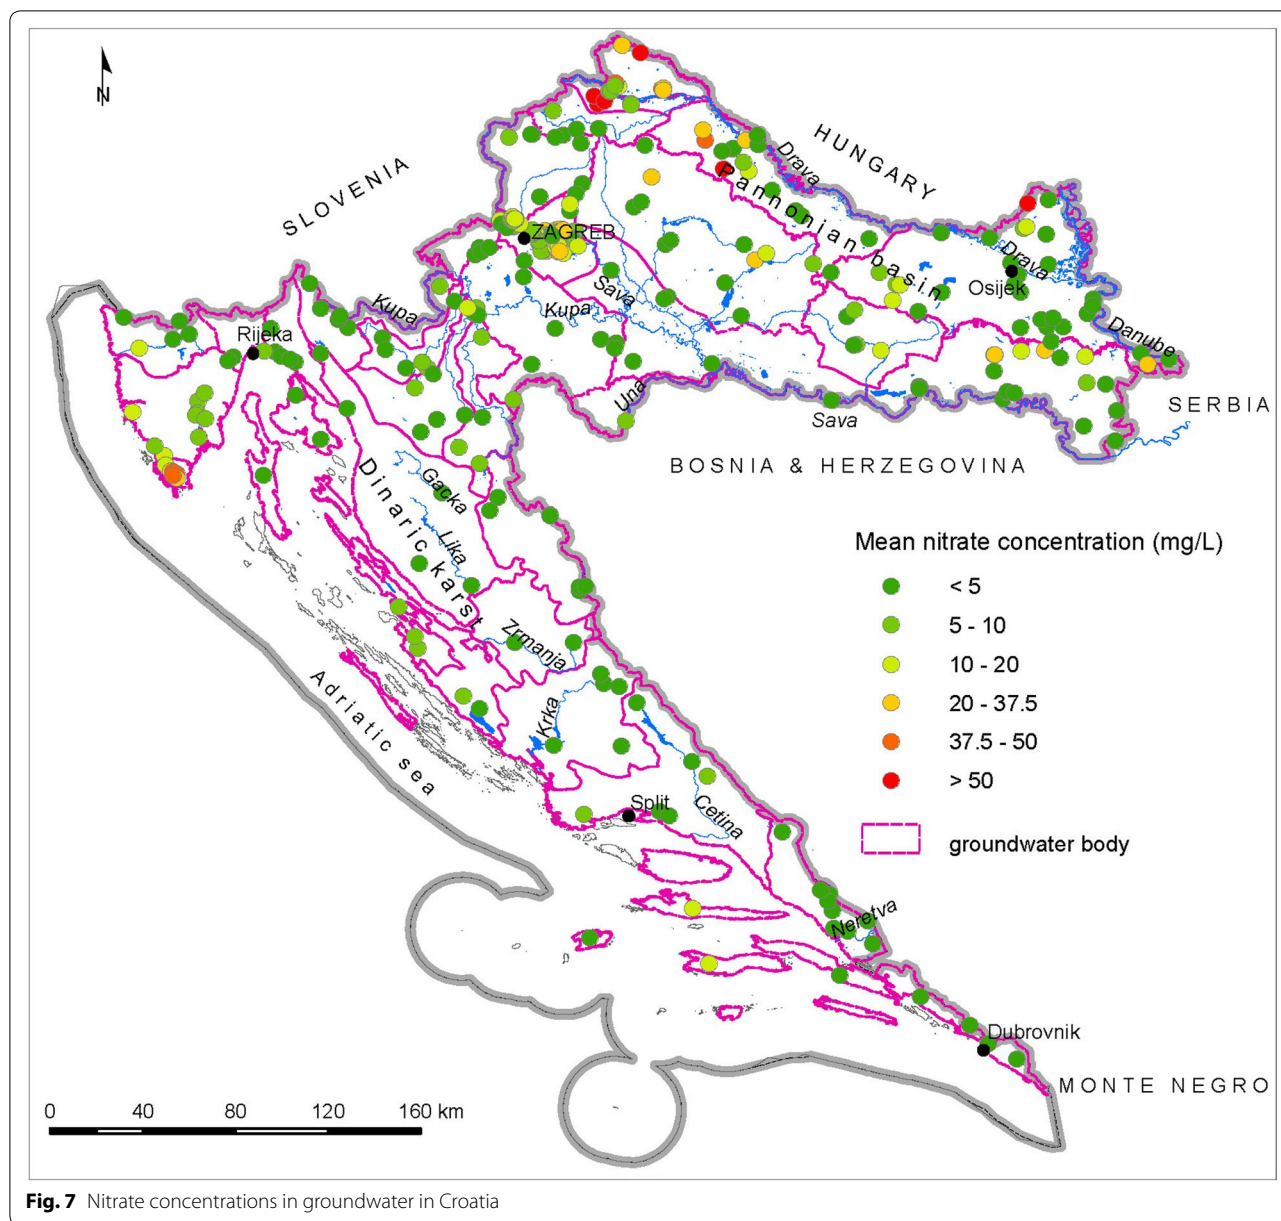 N
HUNGARY
SLOVENIA
Drava
Pannonian basin
ZAGREB
Drava
Osijek
Sava
Kupa
Kupa
Danube
Rijeka
Una
Sava
SERBIA
BOSNIA & HERZEGOVINA
Gacka
Lika
Dinaric karst
Zrmanja
Krka
Adriatic sea
Split
Cetina
Neretva
Dubrovnik
MONTE NEGRO
Mean nitrate concentration (mg/L)
< 5
5 - 10
10 - 20
20 - 37.5
37.5 - 50
> 50
groundwater body
0 40 80 120 160 km
Fig. 7 Nitrate concentrations in groundwater in Croatia